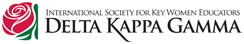 INTERNATIONAL SOCIETY FOR KEY WOMEN EDUCATORS
DELTA KAPPA GAMMA